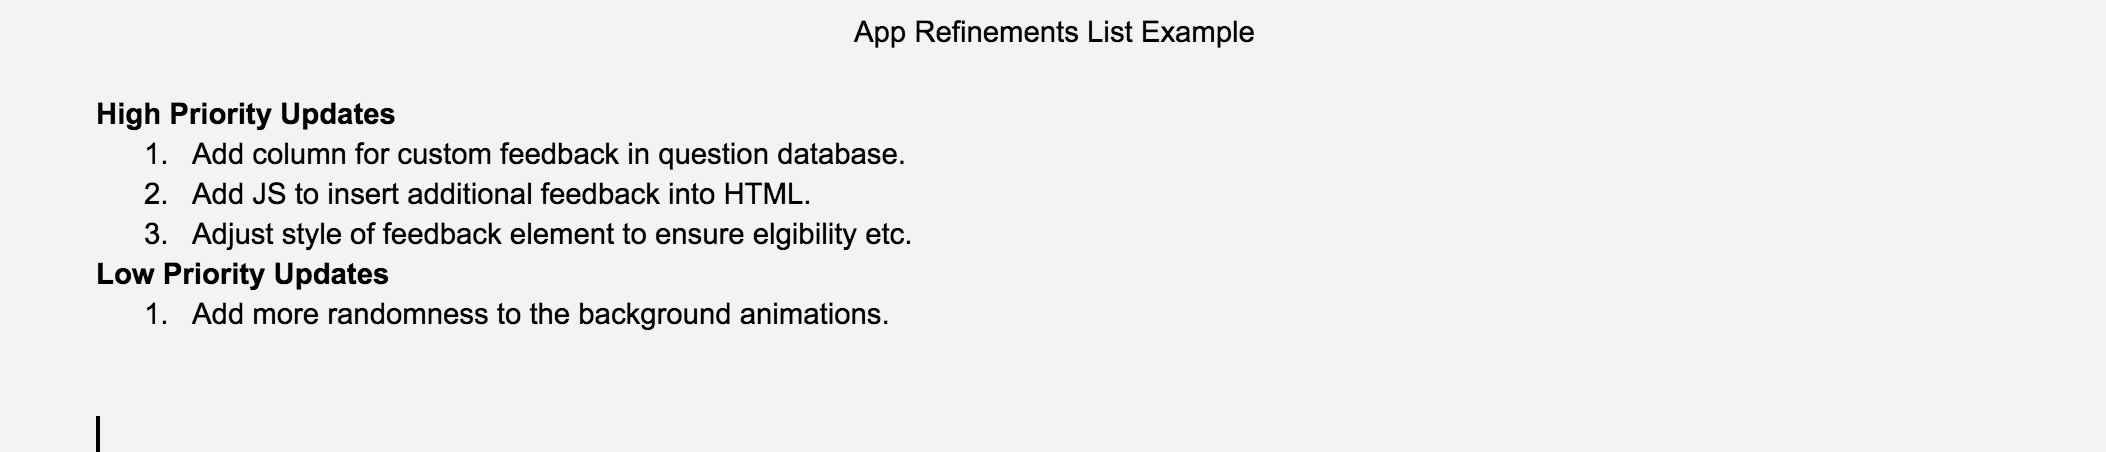 App Refinements List Example
High Priority Updates
1. Add column for custom feedback in question database.
2. Add JS to insert additional feedback into HTML.
3. Adjust style of feedback element to ensure elgibility etc.
Low Priority Updates
1. Add more randomness to the background animations.